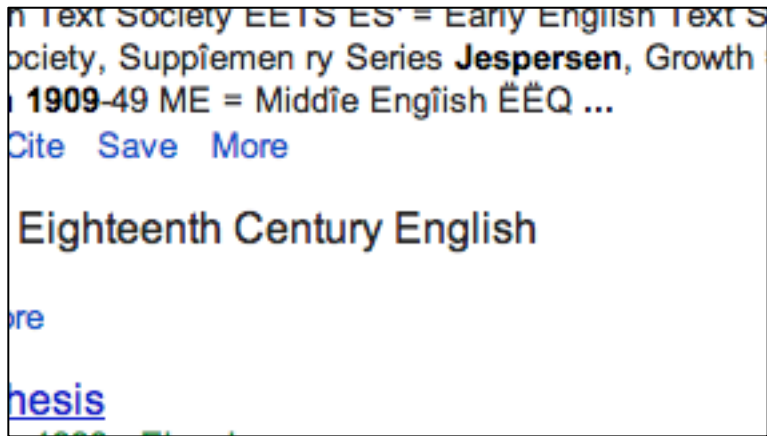 n Text Society EETS ES' = Early English Text S
ociety, Suppîemen ry Series Jespersen, Growth =
1909-49 ME = Middîe Engîish ËËQ ...
Cite Save More
Eighteenth Century English
ore
hesis